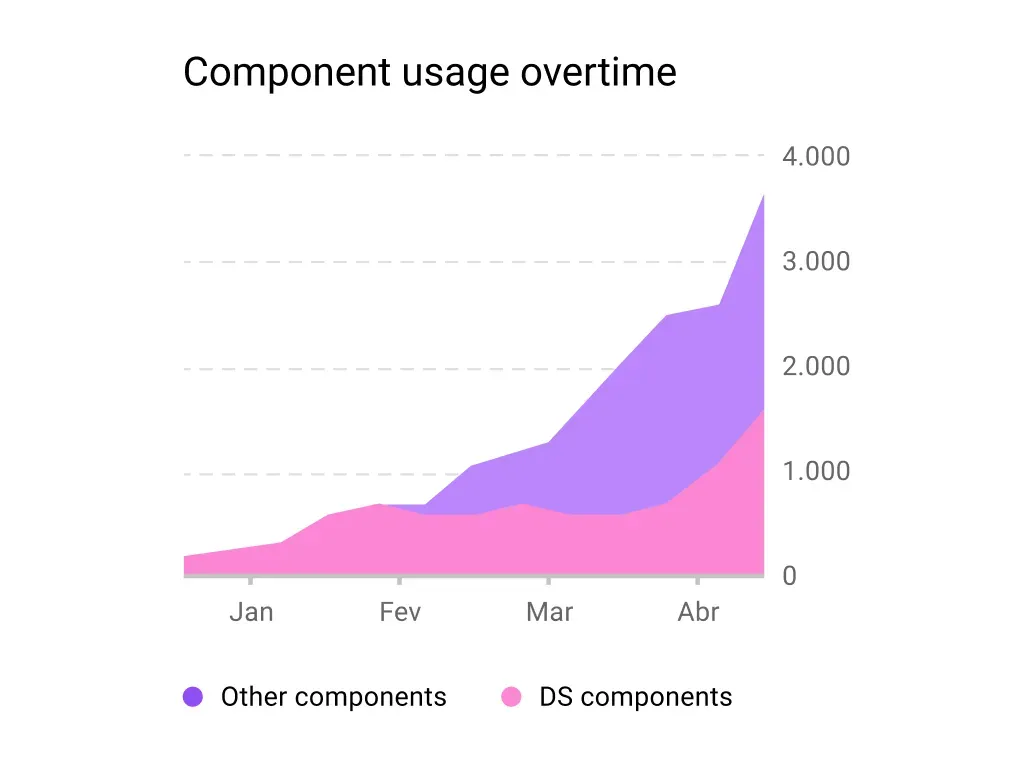 Component usage overtime
4.000
3.000
2.000
1.000
0
Jan Fev Mar Abr
Other components DS components